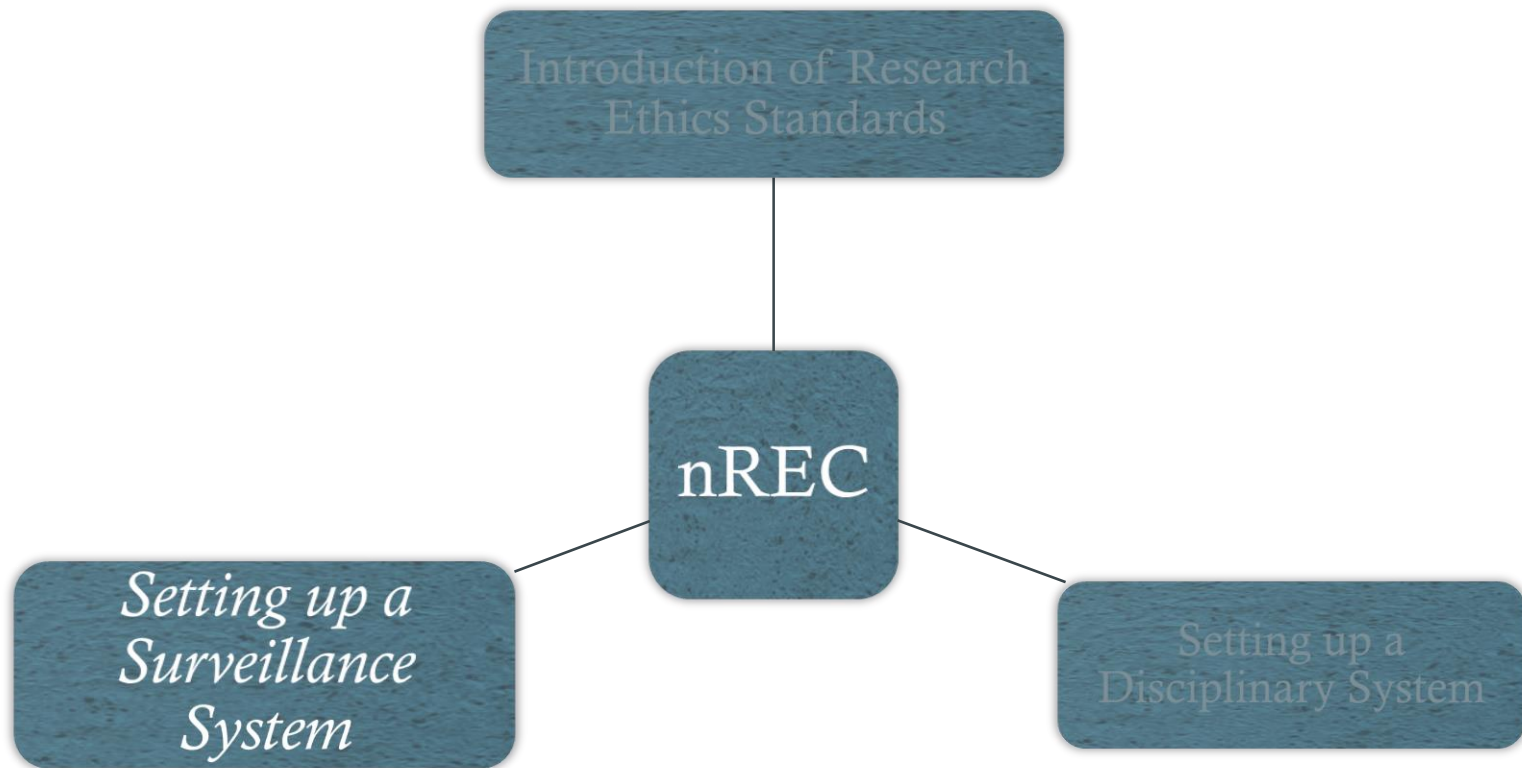 Introduction of Research
Ethics Standards
nREC
Setting up a
Surveillance
System
Setting up a
Disciplinary System